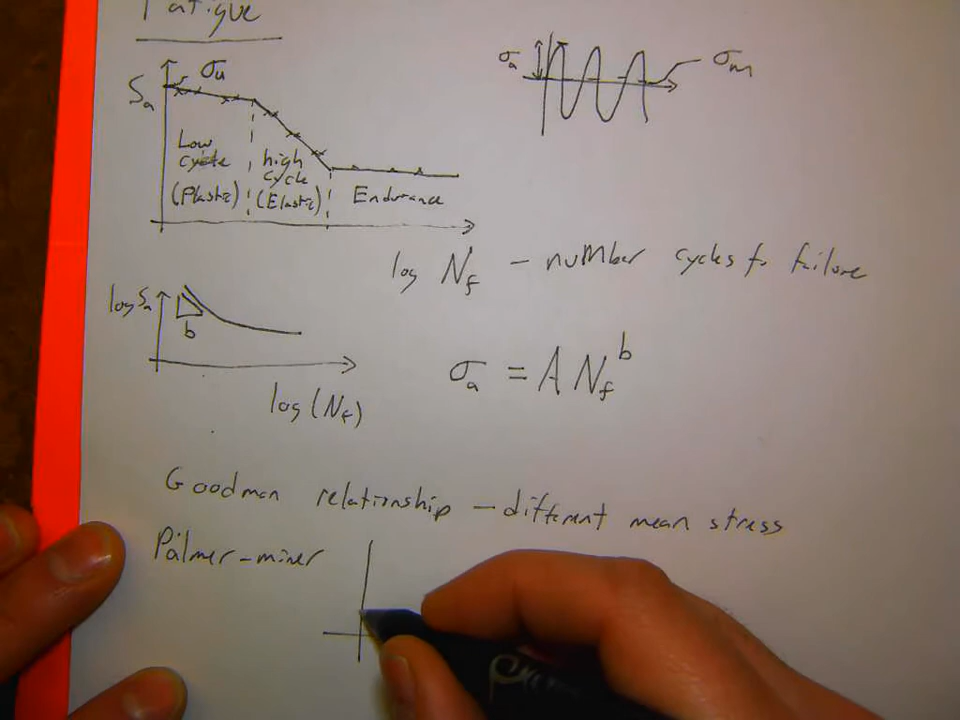 Fatigue
σu
Sa
Low cycle (Plastic)
high cycle (Elastic)
Endurance
σa
σm
log Nf - number cycles to failure
log Sa
b
log (Nf)
σa = A Nf^b
Goodman relationship - different mean stress
Palmer-miner